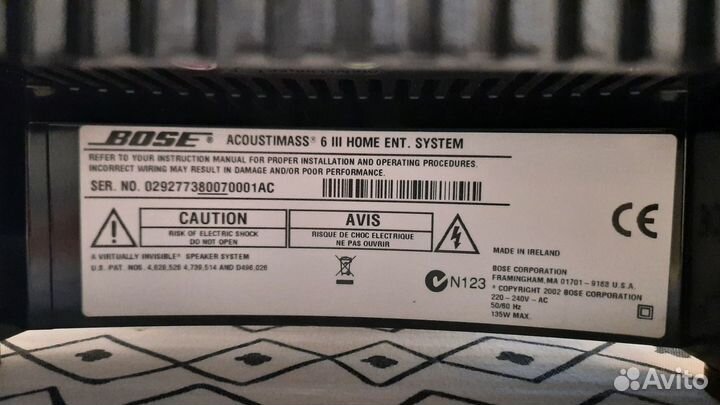 BOSE ACOUSTIMASS® 6 III HOME ENT. SYSTEM
REFER TO YOUR INSTRUCTION MANUAL FOR PROPER INSTALLATION AND OPERATING PROCEDURES.
INCORRECT WIRING MAY RESULT IN DAMAGE AND/OR POOR PERFORMANCE.
SER. NO. 029277380070001AC
CAUTION
RISK OF ELECTRIC SHOCK
DO NOT OPEN
AVIS
RISQUE DE CHOC ELECTRIQUE
NE PAS OUVRIR
CE
A VIRTUALLY INVISIBLE® SPEAKER SYSTEM
U.S. PAT. NOS. 4,628,528 4,739,514 AND D496,026
N123
MADE IN IRELAND
BOSE CORPORATION
FRAMINGHAM, MA 01701 - 9168 U.S.A.
© COPYRIGHT 2002 BOSE CORPORATION
220 - 240V ~ AC
50/60 Hz
135W MAX.
Avito